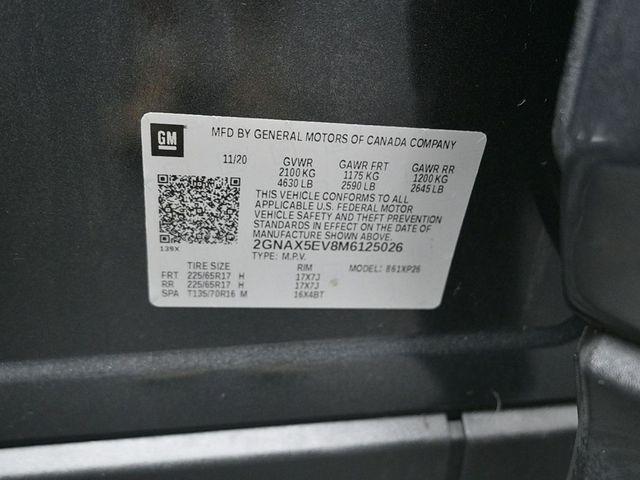 GM
MFD BY GENERAL MOTORS OF CANADA COMPANY
11/20 GVWR GAWR FRT GAWR RR
2100 KG 1175 KG 1200 KG
4630 LB 2590 LB 2645 LB
THIS VEHICLE CONFORMS TO ALL
APPLICABLE U.S. FEDERAL MOTOR
VEHICLE SAFETY AND THEFT PREVENTION
STANDARDS IN EFFECT ON THE DATE OF
MANUFACTURE SHOWN ABOVE.
139X 2GNAX5EV8M6125026
TYPE: M.P.V.
TIRE SIZE RIM MODEL: 861XP26
FRT 225/65R17 H 17X7J
RR 225/65R17 H 17X7J
SPA T135/70R16 M 16X4BT